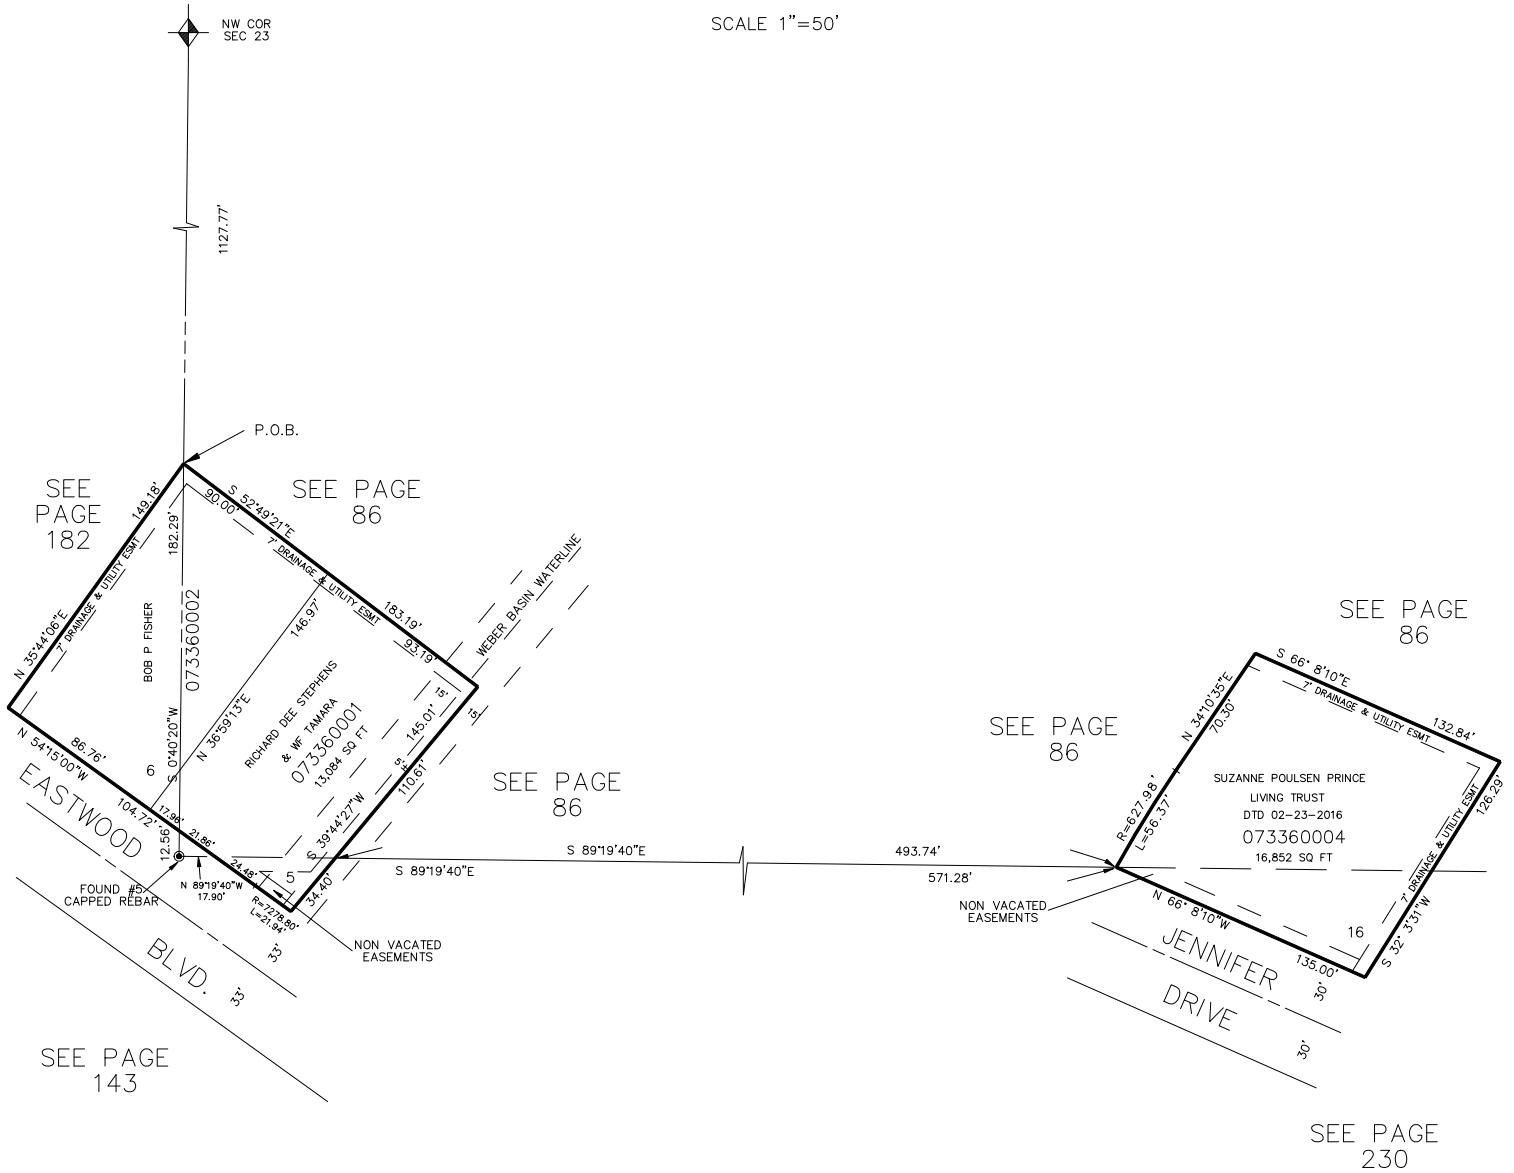 NW COR
SEC 23
SCALE 1"=50'
1127.77'
P.O.B.
SEE
PAGE
182
149.18'
N 35°44'06"E
7' DRAINAGE & UTILITY ESMT
182.29'
S 0°40'20"W
12.56'
S 52°49'21"E
90.00'
7' DRAINAGE & UTILITY ESMT
183.19'
93.19'
SEE PAGE
86
BOB P FISHER
073360002
6
146.97'
N 36°59'13"E
RICHARD DEE STEPHENS
& WF TAMARA
073360001
13,084 SQ FT
5
WEBER BASIN WATERLINE
15'
15'
145.01'
5'±
110.61'
S 39°44'27"W
34.40'
SEE PAGE
86
86.76'
N 54°15'00"W
104.72'
17.96'
21.86'
24.48'
N 89°19'40"W
17.90'
R=7278.80'
L=21.94'
FOUND #5
CAPPED REBAR
NON VACATED
EASEMENTS
EASTWOOD
BLVD.
33'
33'
SEE PAGE
143
S 89°19'40"E
493.74'
S 89°19'40"E
571.28'
SEE PAGE
86
SEE PAGE
86
S 66° 8'10"E
132.84'
7' DRAINAGE & UTILITY ESMT
N 34°10'35"E
70.30'
R=627.98'
L=56.37'
SUZANNE POULSEN PRINCE
LIVING TRUST
DTD 02-23-2016
073360004
16,852 SQ FT
126.29'
7' DRAINAGE & UTILITY ESMT
S 32° 3'31"W
16
NON VACATED
EASEMENTS
N 66° 8'10"W
135.00'
JENNIFER
DRIVE
30'
30'
SEE PAGE
230